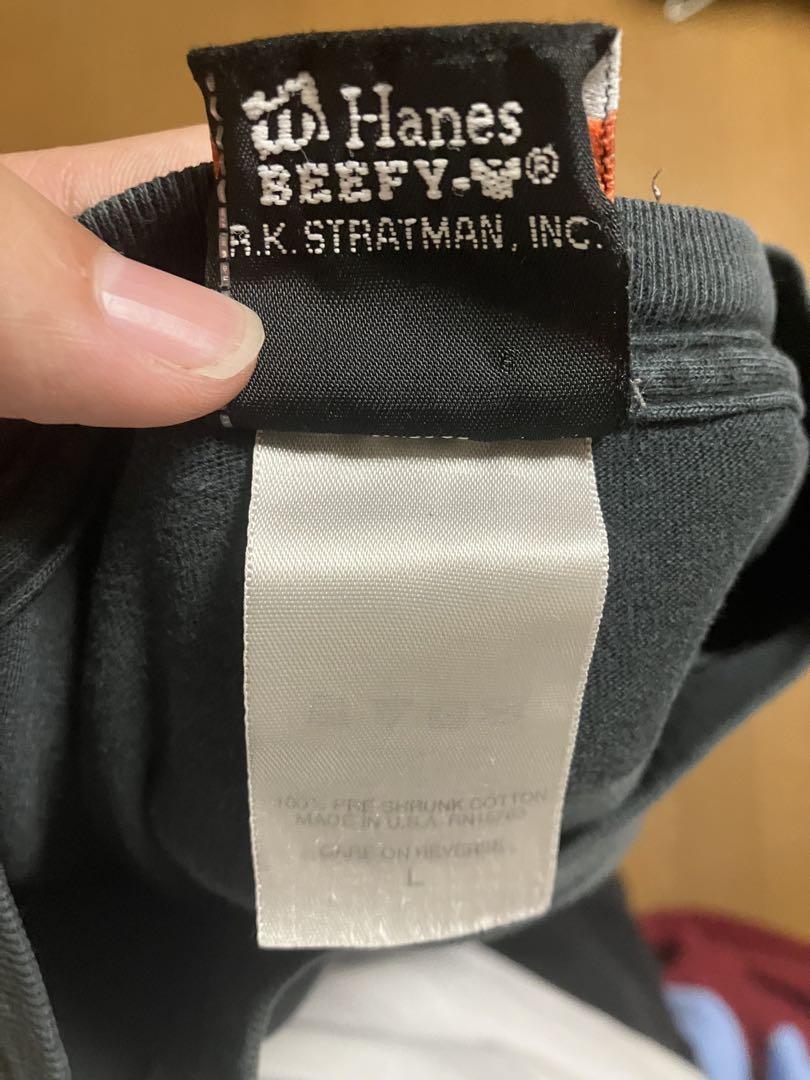 Hanes
BEEFY-T®
R.K. STRATMAN, INC.
100% PRE-SHRUNK COTTON
MADE IN U.S.A.
CARE ON REVERSE
L